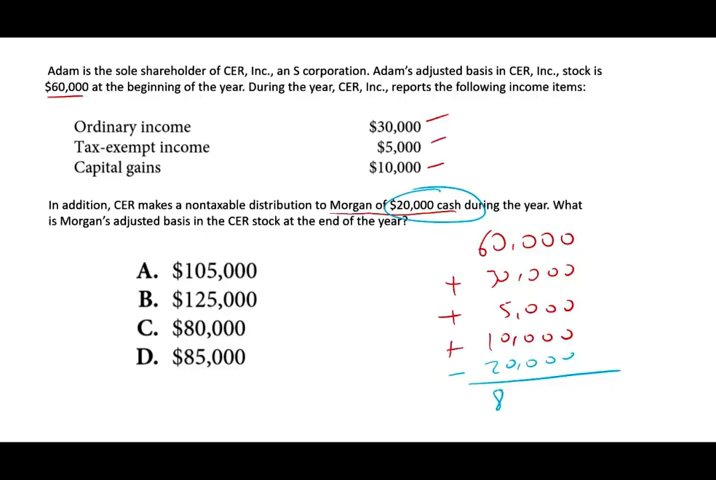 Adam is the sole shareholder of CER, Inc., an S corporation. Adam's adjusted basis in CER, Inc., stock is
$60,000 at the beginning of the year. During the year, CER, Inc., reports the following income items:
Ordinary income $30,000
Tax-exempt income $5,000
Capital gains $10,000
In addition, CER makes a nontaxable distribution to Morgan of $20,000 cash during the year. What
is Morgan's adjusted basis in the CER stock at the end of the year?
A. $105,000
B. $125,000
C. $80,000
D. $85,000
60,000
+ 30,000
+ 5,000
+ 10,000
- 20,000
8